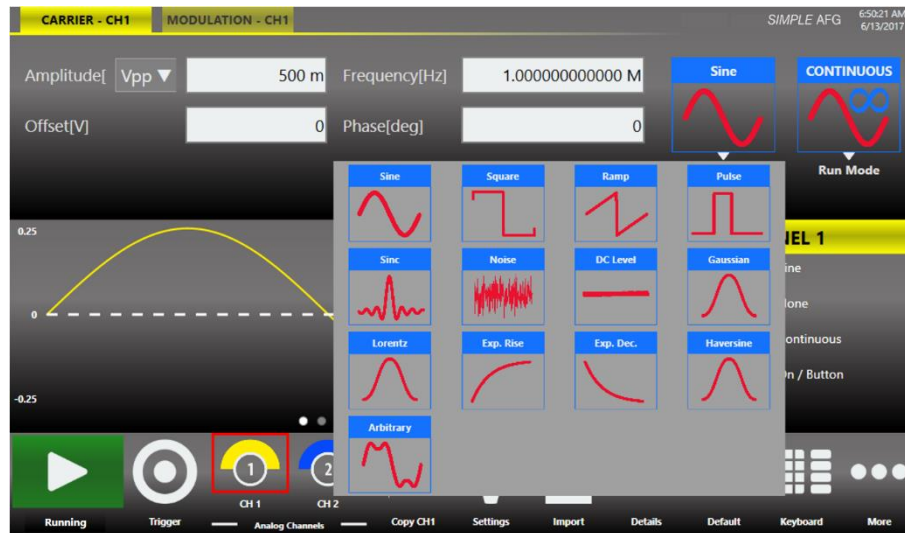 CARRIER - CH1 MODULATION - CH1 SIMPLE AFG 6:50:21 AM
6/13/2017
Amplitude[ Vpp ▼ 500 m Frequency[Hz] 1.000000000000 M Sine CONTINUOUS
Offset[V] 0 Phase[deg] 0
Run Mode
Sine Square Ramp Pulse
Sinc Noise DC Level Gaussian
Lorentz Exp. Rise Exp. Dec. Haversine
Arbitrary
0.25
0
-0.25
NEL 1
ine
lone
ontinuous
n / Button
1 2
CH 1 CH 2
Running Trigger Analog Channels Copy CH1 Settings Import Details Default Keyboard More